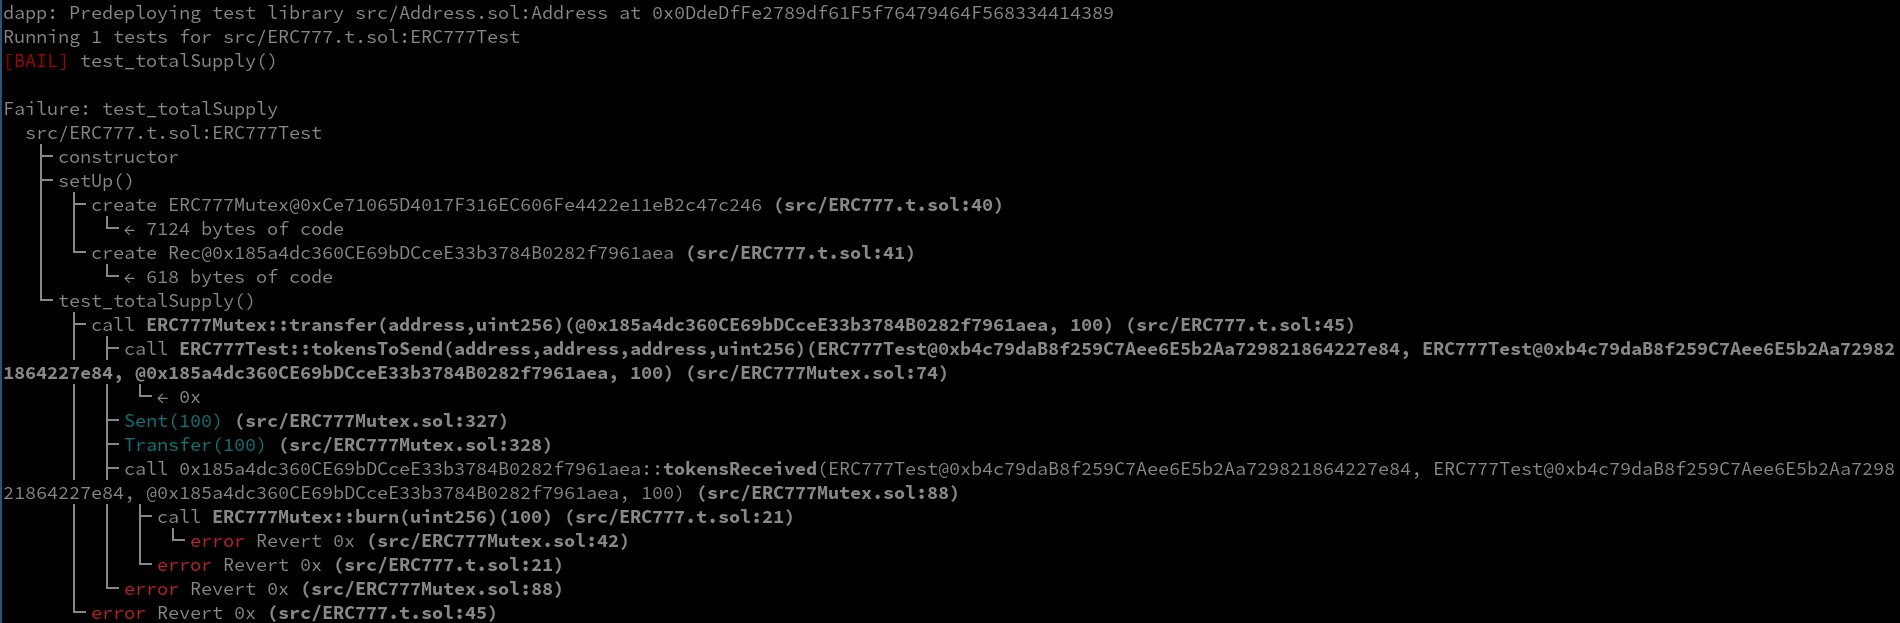 dapp: Predeploying test library src/Address.sol:Address at 0x0DdeDfFe2789df61F5f76479464F568334414389
Running 1 tests for src/ERC777.t.sol:ERC777Test
[BAIL] test_totalSupply()
Failure: test_totalSupply
src/ERC777.t.sol:ERC777Test
├╴constructor
├╴setUp()
│  ├╴create ERC777Mutex@0xCe71065D4017F316EC606Fe4422e11eB2c47c246 (src/ERC777.t.sol:40)
│  │  └╴← 7124 bytes of code
│  └╴create Rec@0x185a4dc360CE69bDCceE33b3784B0282f7961aea (src/ERC777.t.sol:41)
│     └╴← 618 bytes of code
└╴test_totalSupply()
   ├╴call ERC777Mutex::transfer(address,uint256)(@0x185a4dc360CE69bDCceE33b3784B0282f7961aea, 100) (src/ERC777.t.sol:45)
   │  ├╴call ERC777Test::tokensToSend(address,address,address,uint256)(ERC777Test@0xb4c79daB8f259C7Aee6E5b2Aa729821864227e84, ERC777Test@0xb4c79daB8f259C7Aee6E5b2Aa72982
1864227e84, @0x185a4dc360CE69bDCceE33b3784B0282f7961aea, 100) (src/ERC777Mutex.sol:74)
   │  │  └╴← 0x
   │  ├╴Sent(100) (src/ERC777Mutex.sol:327)
   │  ├╴Transfer(100) (src/ERC777Mutex.sol:328)
   │  ├╴call 0x185a4dc360CE69bDCceE33b3784B0282f7961aea::tokensReceived(ERC777Test@0xb4c79daB8f259C7Aee6E5b2Aa729821864227e84, ERC777Test@0xb4c79daB8f259C7Aee6E5b2Aa7298
21864227e84, @0x185a4dc360CE69bDCceE33b3784B0282f7961aea, 100) (src/ERC777Mutex.sol:88)
   │  │  ├╴call ERC777Mutex::burn(uint256)(100) (src/ERC777.t.sol:21)
   │  │  │  └╴error Revert 0x (src/ERC777Mutex.sol:42)
   │  │  └╴error Revert 0x (src/ERC777.t.sol:21)
   │  └╴error Revert 0x (src/ERC777Mutex.sol:88)
   └╴error Revert 0x (src/ERC777.t.sol:45)